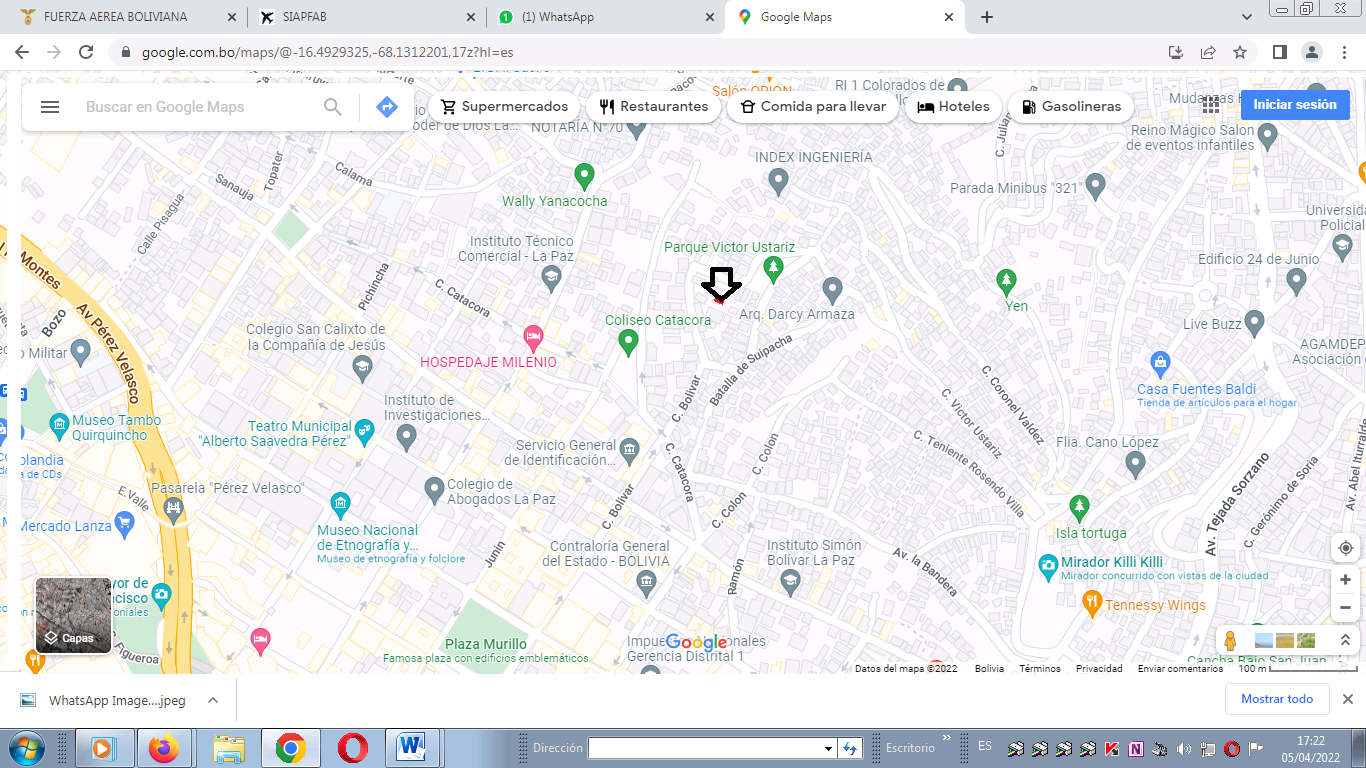 FUERZA AEREA BOLIVIANA
SIAPFAB
(1) WhatsApp
Google Maps
google.com.bo/maps/@-16.4929325,-68.1312201,17z?hl=es
Buscar en Google Maps
Supermercados
Restaurantes
Comida para llevar
Hoteles
Gasolineras
Iniciar sesión
Salón ORION
RI 1 Colorados de
oder de Dios La...
NOTARÍA N°70
C. Julian
Reino Mágico Salon
de eventos infantiles
INDEX INGENIERÍA
Topater
Calama
Sanauja
Calle Pisagua
Wally Yanacocha
Parada Minibus "321"
Universida
Policial
Instituto Técnico
Comercial - La Paz
Parque Victor Ustariz
Edificio 24 de Junio
Montes
Pichincha
C. Catacora
Yen
Arq. Darcy Armaza
Coliseo Catacora
Live Buzz
Bozo
Av Pérez Velasco
Colegio San Calixto de
la Compañía de Jesús
HOSPEDAJE MILENIO
Batalla de Suipacha
AGAMDEP
Asociación
Militar
C. Bolivar
C. Coronel Valdez
Casa Fuentes Baldi
Tienda de artículos para el hogar
C. Victor Ustariz
Instituto de
Investigaciones...
Museo Tambo
Quirquincho
Teatro Municipal
"Alberto Saavedra Pérez"
Servicio General
de Identificación...
C. Colon
C. Teniente Rosendo Villa
Flia. Cano López
olandia
a de CDs
C. Catacora
Av. Tejada Sorzano
C. Gerónimo de Soria
Av. Abel Iturralde
E.Valle
Pasarela "Pérez Velasco"
Colegio de
Abogados La Paz
C. Bolivar
C. Colon
Mercado Lanza
Museo Nacional
de Etnografía y...
Museo de etnografía y folclore
Isla tortuga
Junin
Contraloría General
del Estado - BOLIVIA
Ramón
Instituto Simón
Bolívar La Paz
Av. la Bandera
Mirador Killi Killi
Mirador concurrido con vistas de la ciudad
yor de
ncisco
oniales
Capas
Tennessy Wings
Figueroa
Plaza Murillo
Famosa plaza con edificios emblemáticos
Impue
ionales
Gerencia Distrital 1
Google
Cancha Bajo San Juan
Datos del mapa ©2022
Bolivia
Términos
Privacidad
Enviar comentarios
100 m
WhatsApp Image....jpeg
Mostrar todo
Dirección
Escritorio
ES
17:22
05/04/2022